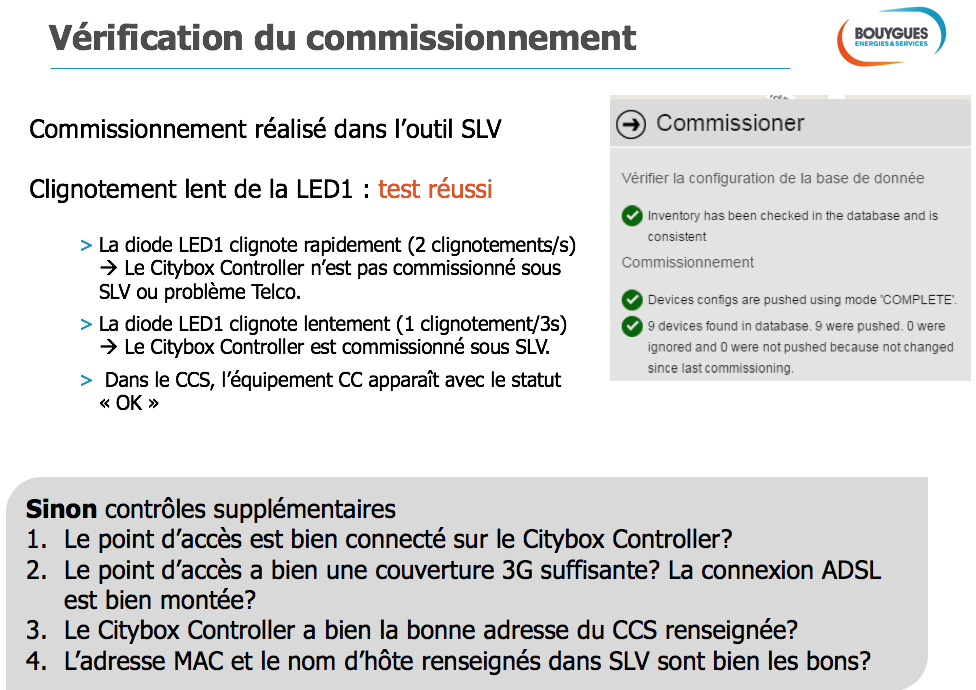 Vérification du commissionnement
BOUYGUES
ENERGIES & SERVICES
Commissionnement réalisé dans l’outil SLV
Clignotement lent de la LED1 : test réussi
> La diode LED1 clignote rapidement (2 clignotements/s)
→ Le Citybox Controller n’est pas commissionné sous
SLV ou problème Telco.
> La diode LED1 clignote lentement (1 clignotement/3s)
→ Le Citybox Controller est commissionné sous SLV.
> Dans le CCS, l’équipement CC apparaît avec le statut
« OK »
Commissioner
Vérifier la configuration de la base de donnée
Inventory has been checked in the database and is
consistent
Commissionnement
Devices configs are pushed using mode 'COMPLETE'.
9 devices found in database. 9 were pushed. 0 were
ignored and 0 were not pushed because not changed
since last commissioning.
Sinon contrôles supplémentaires
1. Le point d’accès est bien connecté sur le Citybox Controller?
2. Le point d’accès a bien une couverture 3G suffisante? La connexion ADSL
est bien montée?
3. Le Citybox Controller a bien la bonne adresse du CCS renseignée?
4. L’adresse MAC et le nom d’hôte renseignés dans SLV sont bien les bons?